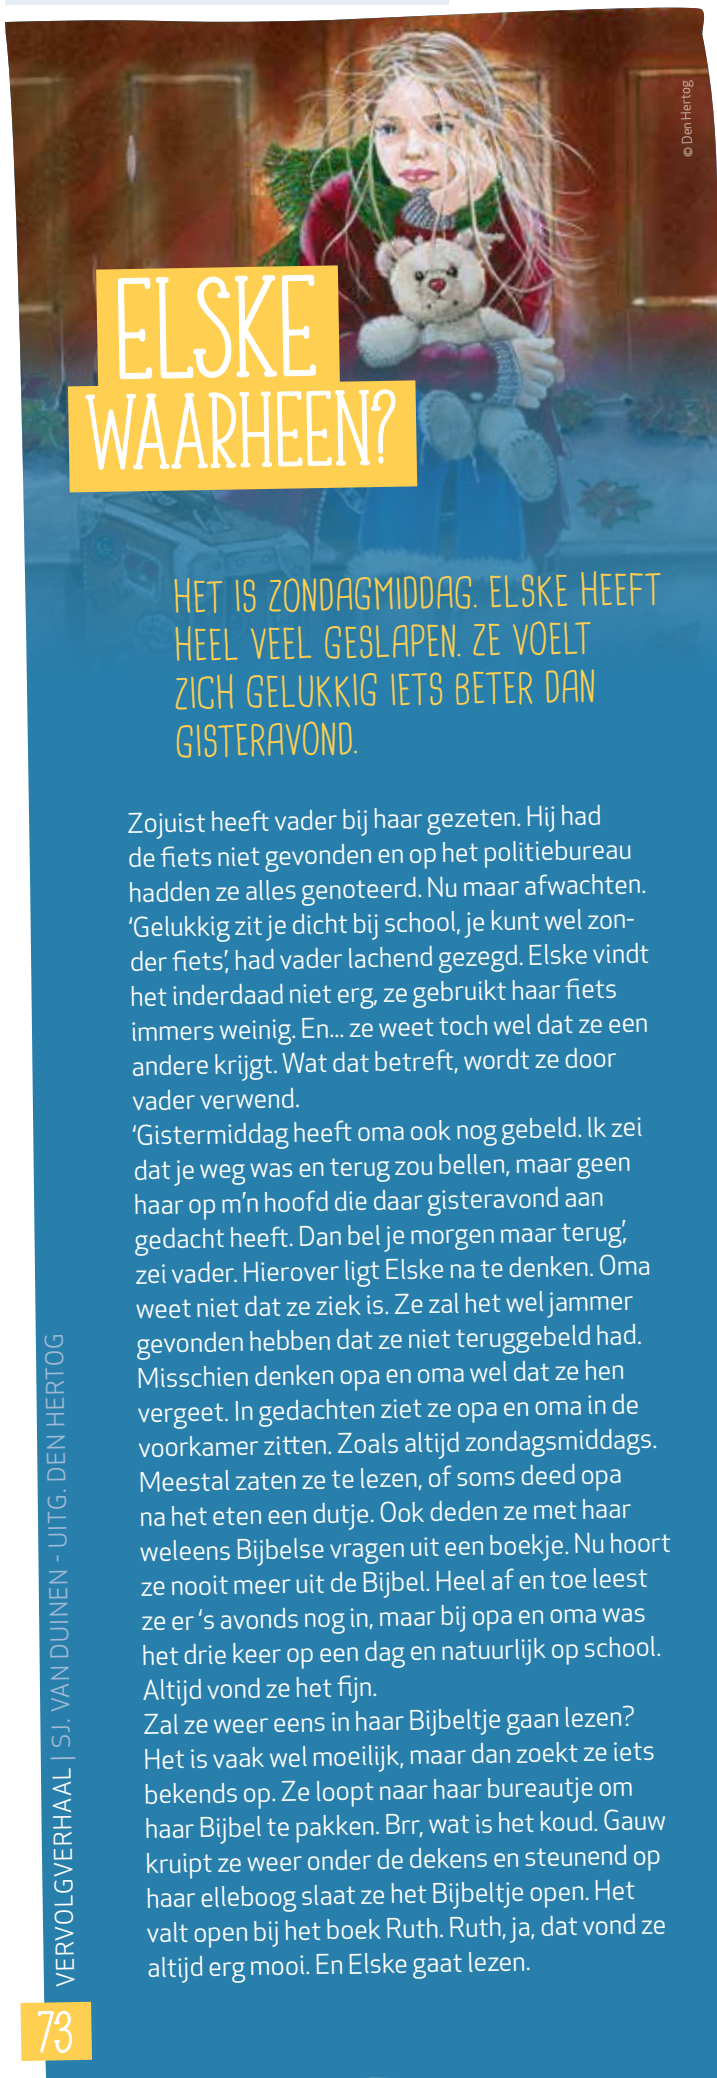 © Den Hertog
ELSKE
WAARHEEN?
HET IS ZONDAGMIDDAG. ELSKE HEEFT
HEEL VEEL GESLAPEN. ZE VOELT
ZICH GELUKKIG IETS BETER DAN
GISTERAVOND.
Zojuist heeft vader bij haar gezeten. Hij had
de fiets niet gevonden en op het politiebureau
hadden ze alles genoteerd. Nu maar afwachten.
‘Gelukkig zit je dicht bij school, je kunt wel zon-
der fiets’, had vader lachend gezegd. Elske vindt
het inderdaad niet erg, ze gebruikt haar fiets
immers weinig. En... ze weet toch wel dat ze een
andere krijgt. Wat dat betreft, wordt ze door
vader verwend.
‘Gistermiddag heeft oma ook nog gebeld. Ik zei
dat je weg was en terug zou bellen, maar geen
haar op m’n hoofd die daar gisteravond aan
gedacht heeft. Dan bel je morgen maar terug’,
zei vader. Hierover ligt Elske na te denken. Oma
weet niet dat ze ziek is. Ze zal het wel jammer
gevonden hebben dat ze niet teruggebeld had.
Misschien denken opa en oma wel dat ze hen
vergeet. In gedachten ziet ze opa en oma in de
voorkamer zitten. Zoals altijd zondagsmiddags.
Meestal zaten ze te lezen, of soms deed opa
na het eten een dutje. Ook deden ze met haar
weleens Bijbelse vragen uit een boekje. Nu hoort
ze nooit meer uit de Bijbel. Heel af en toe leest
ze er ‘s avonds nog in, maar bij opa en oma was
het drie keer op een dag en natuurlijk op school.
Altijd vond ze het fijn.
Zal ze weer eens in haar Bijbeltje gaan lezen?
Het is vaak wel moeilijk, maar dan zoekt ze iets
bekends op. Ze loopt naar haar bureautje om
haar Bijbel te pakken. Brr, wat is het koud. Gauw
kruipt ze weer onder de dekens en steunend op
haar elleboog slaat ze het Bijbeltje open. Het
valt open bij het boek Ruth. Ruth, ja, dat vond ze
altijd erg mooi. En Elske gaat lezen.
VERVOLGVERHAAL | SJ. VAN DUINEN - UITG. DEN HERTOG
73